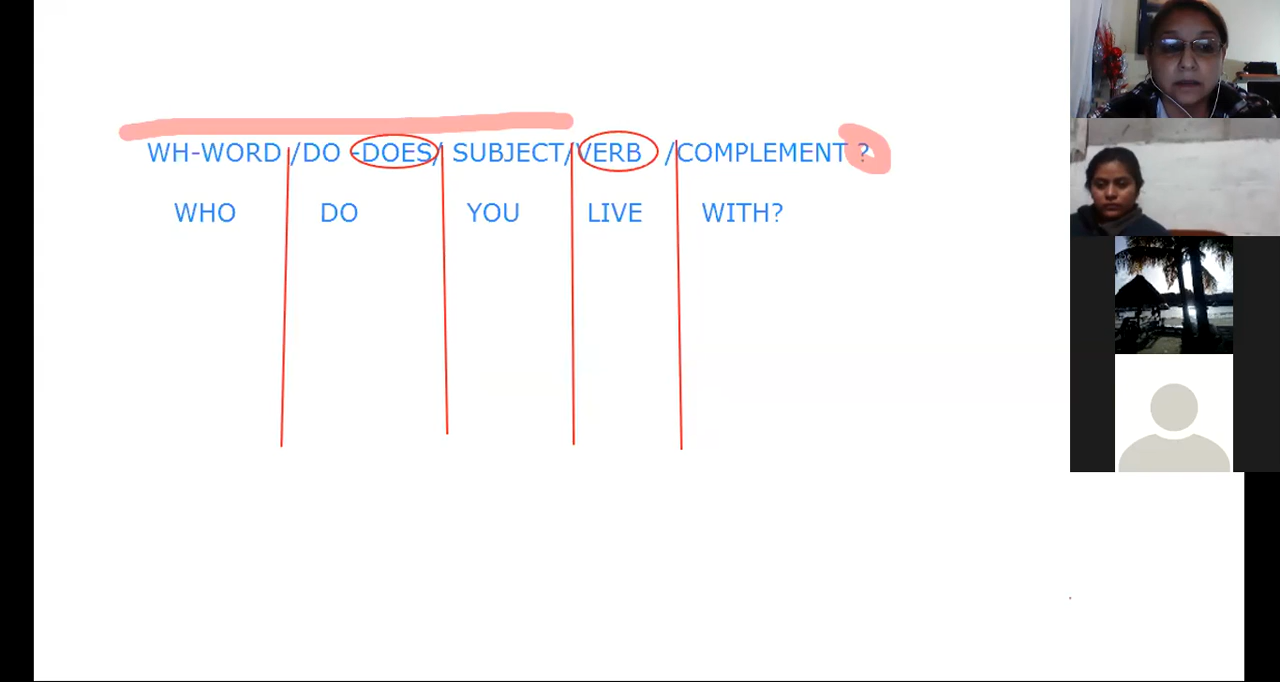 WH-WORD /DO -DOES/ SUBJECT/VERB /COMPLEMENT ?
WHO DO YOU LIVE WITH?